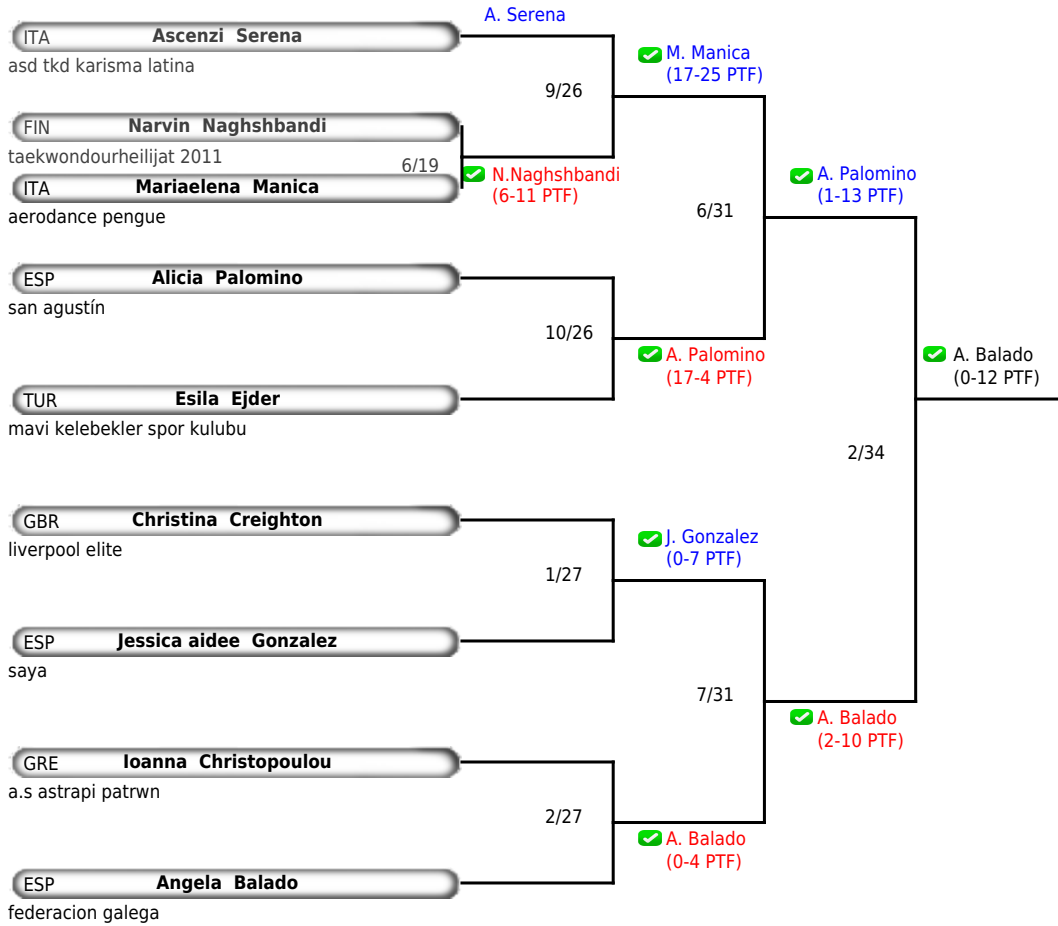 A. Serena
ITA Ascenzi Serena
asd tkd karisma latina
M. Manica
(17-25 PTF)
9/26
FIN Narvin Naghshbandi
taekwondourheilijat 2011
6/19
N.Naghshbandi
(6-11 PTF)
ITA Mariaelena Manica
aerodance pengue
A. Palomino
(1-13 PTF)
6/31
ESP Alicia Palomino
san agustín
10/26
A. Palomino
(17-4 PTF)
A. Balado
(0-12 PTF)
TUR Esila Ejder
mavi kelebekler spor kulubu
2/34
GBR Christina Creighton
liverpool elite
J. Gonzalez
(0-7 PTF)
1/27
ESP Jessica aidee Gonzalez
saya
7/31
A. Balado
(2-10 PTF)
GRE Ioanna Christopoulou
a.s astrapi patrwn
2/27
A. Balado
(0-4 PTF)
ESP Angela Balado
federacion galega